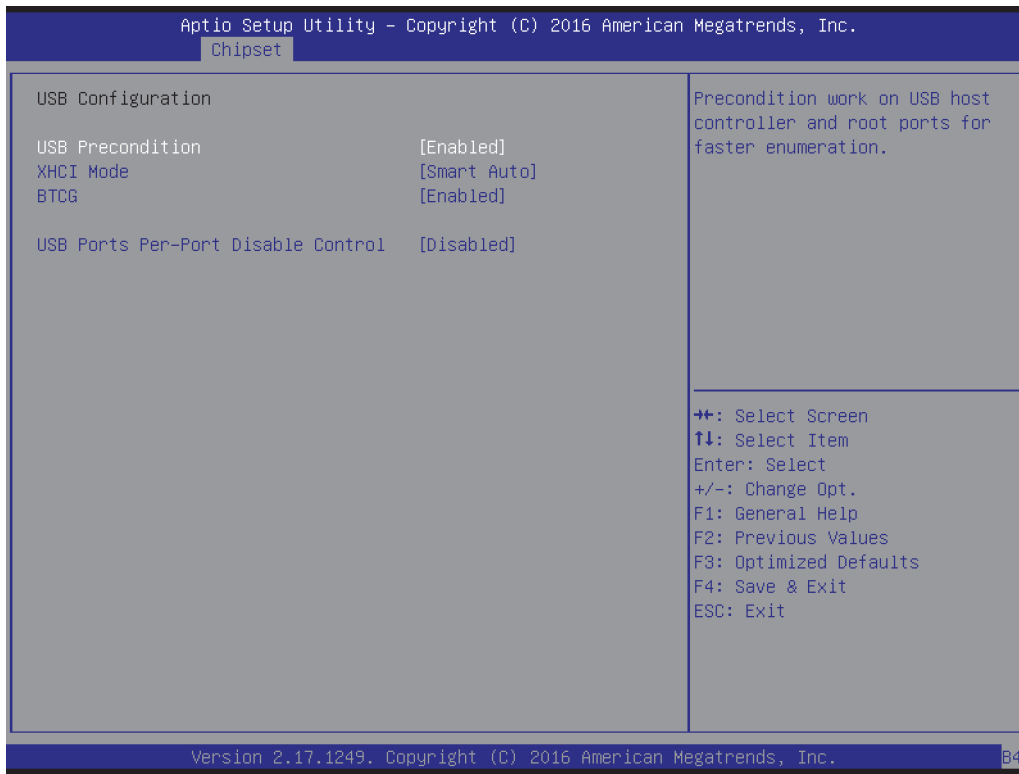 Aptio Setup Utility – Copyright (C) 2016 American Megatrends, Inc.
Chipset
USB Configuration
USB Precondition [Enabled]
XHCI Mode [Smart Auto]
BTCG [Enabled]
USB Ports Per-Port Disable Control [Disabled]
Precondition work on USB host
controller and root ports for
faster enumeration.
→←: Select Screen
↑↓: Select Item
Enter: Select
+/-: Change Opt.
F1: General Help
F2: Previous Values
F3: Optimized Defaults
F4: Save & Exit
ESC: Exit
Version 2.17.1249. Copyright (C) 2016 American Megatrends, Inc.
B4